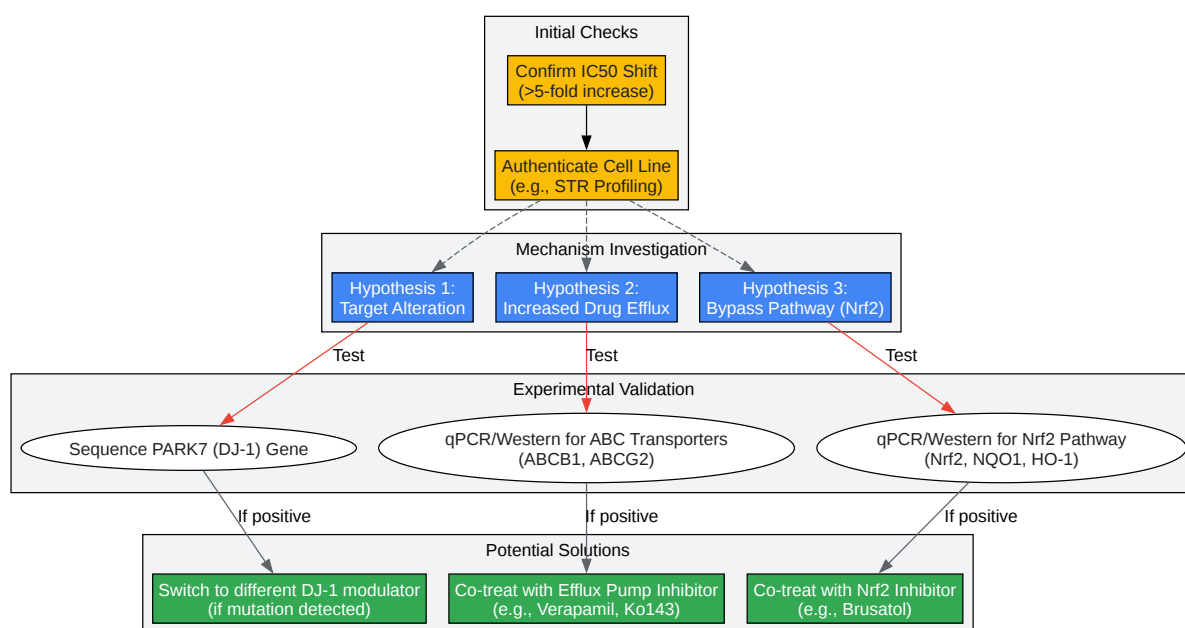 Initial Checks
Confirm IC50 Shift
(>5-fold increase)
Authenticate Cell Line
(e.g., STR Profiling)
Mechanism Investigation
Hypothesis 1:
Target Alteration
Hypothesis 2:
Increased Drug Efflux
Hypothesis 3:
Bypass Pathway (Nrf2)
Test
Test
Test
Experimental Validation
Sequence PARK7 (DJ-1) Gene
qPCR/Western for ABC Transporters
(ABCB1, ABCG2)
qPCR/Western for Nrf2 Pathway
(Nrf2, NQO1, HO-1)
If positive
If positive
If positive
Potential Solutions
Switch to different DJ-1 modulator
(if mutation detected)
Co-treat with Efflux Pump Inhibitor
(e.g., Verapamil, Ko143)
Co-treat with Nrf2 Inhibitor
(e.g., Brusatol)